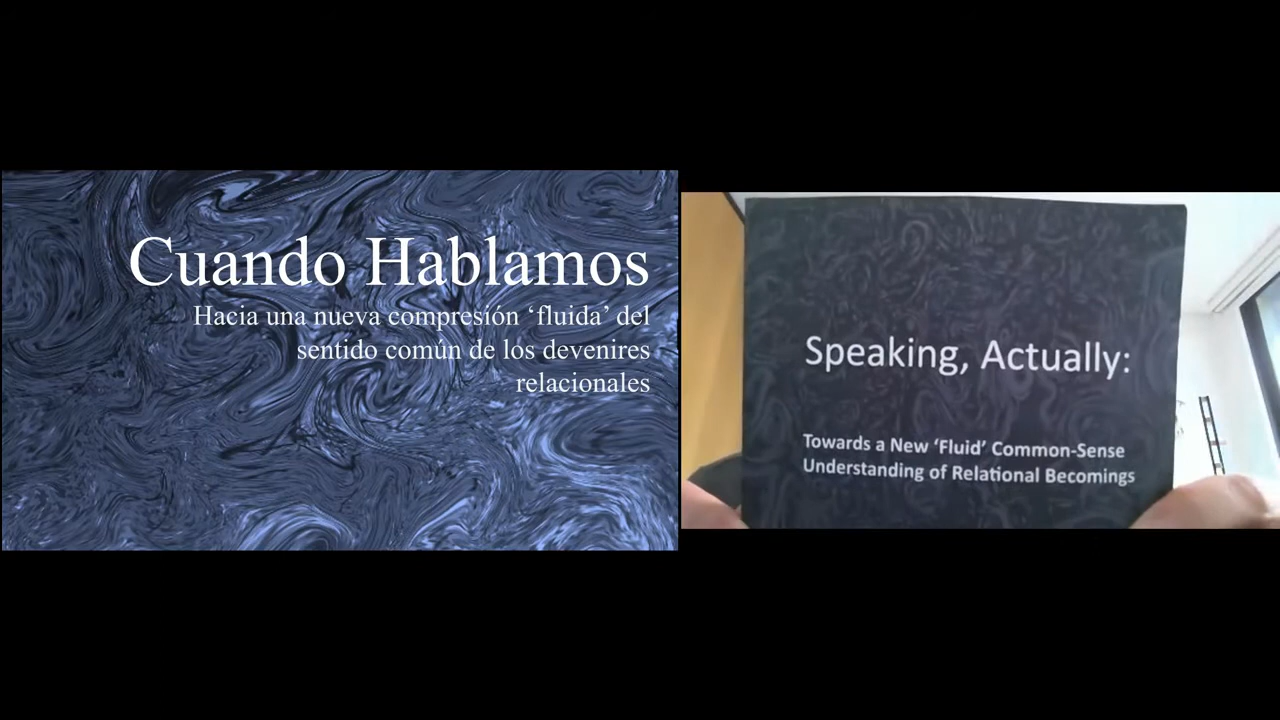 Cuando Hablamos
Hacia una nueva compresión ‘fluida’ del
sentido común de los devenires
relacionales
Speaking, Actually:
Towards a New ‘Fluid’ Common-Sense
Understanding of Relational Becomings